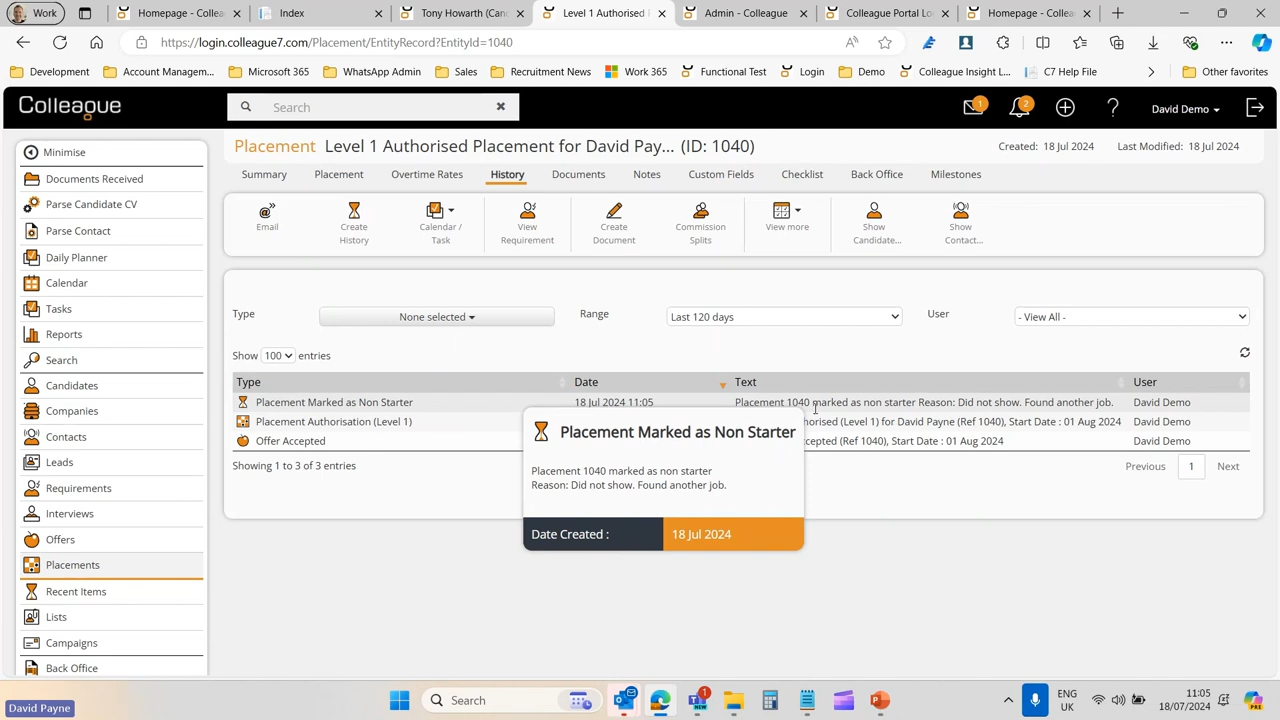 Work
Homepage - Collea
Index
Tony Howarth (Can
Level 1 Authorised
Admin - Colleague
Colleague Portal Lo
Homepage - Colleag
https://login.colleague7.com/Placement/EntityRecord?EntityId=1040
Development
Account Managem...
Microsoft 365
WhatsApp Admin
Sales
Recruitment News
Work 365
Functional Test
Login
Demo
Colleague Insight L...
C7 Help File
Other favorites
Colleague
Search
1
2
David Demo
Minimise
Documents Received
Parse Candidate CV
Parse Contact
Daily Planner
Calendar
Tasks
Reports
Search
Candidates
Companies
Contacts
Leads
Requirements
Interviews
Offers
Placements
Recent Items
Lists
Campaigns
Back Office
Placement Level 1 Authorised Placement for David Pay... (ID: 1040)
Created: 18 Jul 2024 Last Modified: 18 Jul 2024
Summary Placement Overtime Rates History Documents Notes Custom Fields Checklist Back Office Milestones
Email
Create
History
Calendar /
Task
View
Requirement
Create
Document
Commission
Splits
View more
Show
Candidate...
Show
Contact...
Type None selected Range Last 120 days User - View All -
Show 100 entries
Type Date Text User
Placement Marked as Non Starter 18 Jul 2024 11:05 Placement 1040 marked as non starter Reason: Did not show. Found another job. David Demo
Placement Authorisation (Level 1) (Level 1) for David Payne (Ref 1040), Start Date : 01 Aug 2024 David Demo
Offer Accepted (Ref 1040), Start Date : 01 Aug 2024 David Demo
Showing 1 to 3 of 3 entries
Previous 1 Next
Placement Marked as Non Starter
Placement 1040 marked as non starter
Reason: Did not show. Found another job.
Date Created : 18 Jul 2024
David Payne
Search
1
NEW
ENG
UK
11:05
18/07/2024
PRE